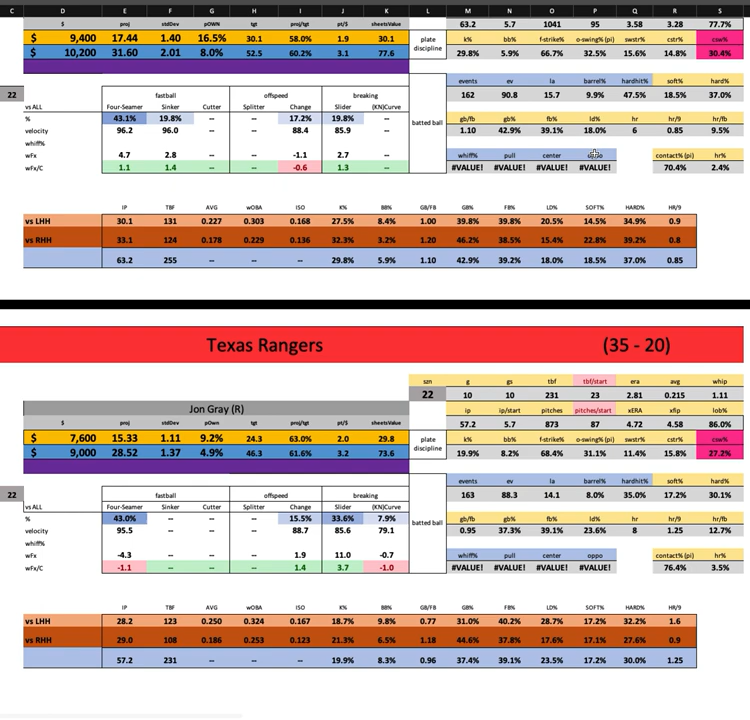 C D E F G H I J K L M N O P Q R S
$ proj stdDev pOWN tgt proj/tgt pt/$ sheetsValue 63.2 5.7 1041 95 3.58 3.28 77.7%
$ 9,400 17.44 1.40 16.5% 30.1 58.0% 1.9 30.1 plate discipline k% bb% f-strike% o-swing% (pi) swstr% cstr% csw%
$ 10,200 31.60 2.01 8.0% 52.5 60.2% 3.1 77.6 29.8% 5.9% 66.7% 32.5% 15.6% 14.8% 30.4%
events ev la barrel% hardhit% soft% hard%
22 fastball offspeed breaking 162 90.8 15.7 9.9% 47.5% 18.5% 37.0%
vs ALL Four-Seamer Sinker Cutter Splitter Change Slider (KN)Curve
% 43.1% 19.8% -- -- 17.2% 19.8% -- batted ball gb/fb gb% fb% ld% hr hr/9 hr/fb
velocity 96.2 96.0 -- -- 88.4 85.9 -- 1.10 42.9% 39.1% 18.0% 6 0.85 9.5%
whiff%
wFx 4.7 2.8 -- -- -1.1 2.7 -- whiff% pull center oppo contact% (pi) hr%
wFx/C 1.1 1.4 -- -- -0.6 1.3 -- #VALUE! #VALUE! #VALUE! #VALUE! 70.4% 2.4%
IP TBF AVG wOBA ISO K% BB% GB/FB GB% FB% LD% SOFT% HARD% HR/9
vs LHH 30.1 131 0.227 0.303 0.168 27.5% 8.4% 1.00 39.8% 39.8% 20.5% 14.5% 34.9% 0.9
vs RHH 33.1 124 0.178 0.229 0.136 32.3% 3.2% 1.20 46.2% 38.5% 15.4% 22.8% 39.2% 0.8
63.2 255 -- -- -- 29.8% 5.9% 1.10 42.9% 39.2% 18.0% 18.5% 37.0% 0.85
Texas Rangers (35 - 20)
szn g gs tbf tbf/start era avg whip
22 10 10 231 23 2.81 0.215 1.11
Jon Gray (R) ip ip/start pitches pitches/start xERA xfip lob%
$ proj stdDev pOwn tgt proj/tgt pt/$ sheetsValue 57.2 5.7 873 87 4.72 4.58 86.0%
$ 7,600 15.33 1.11 9.2% 24.3 63.0% 2.0 29.8 plate discipline k% bb% f-strike% o-swing% (pi) swstr% cstr% csw%
$ 9,000 28.52 1.37 4.9% 46.3 61.6% 3.2 73.6 19.9% 8.2% 68.4% 31.1% 11.4% 15.8% 27.2%
events ev la barrel% hardhit% soft% hard%
22 fastball offspeed breaking 163 88.3 14.1 8.0% 35.0% 17.2% 30.1%
vs ALL Four-Seamer Sinker Cutter Splitter Change Slider (KN)Curve
% 43.0% -- -- -- 15.5% 33.6% 7.9% batted ball gb/fb gb% fb% ld% hr hr/9 hr/fb
velocity 95.5 -- -- -- 88.7 85.6 79.1 0.95 37.3% 39.1% 23.6% 8 1.25 12.7%
whiff%
wFx -4.3 -- -- -- 1.9 11.0 -0.7 whiff% pull center oppo contact% (pi) hr%
wFx/C -1.1 -- -- -- 1.4 3.7 -1.0 #VALUE! #VALUE! #VALUE! #VALUE! 76.4% 3.5%
IP TBF AVG wOBA ISO K% BB% GB/FB GB% FB% LD% SOFT% HARD% HR/9
vs LHH 28.2 123 0.250 0.324 0.167 18.7% 9.8% 0.77 31.0% 40.2% 28.7% 17.2% 32.2% 1.6
vs RHH 29.0 108 0.186 0.253 0.123 21.3% 6.5% 1.18 44.6% 37.8% 17.6% 17.1% 27.6% 0.9
57.2 231 -- -- -- 19.9% 8.3% 0.96 37.4% 39.1% 23.5% 17.2% 30.0% 1.25